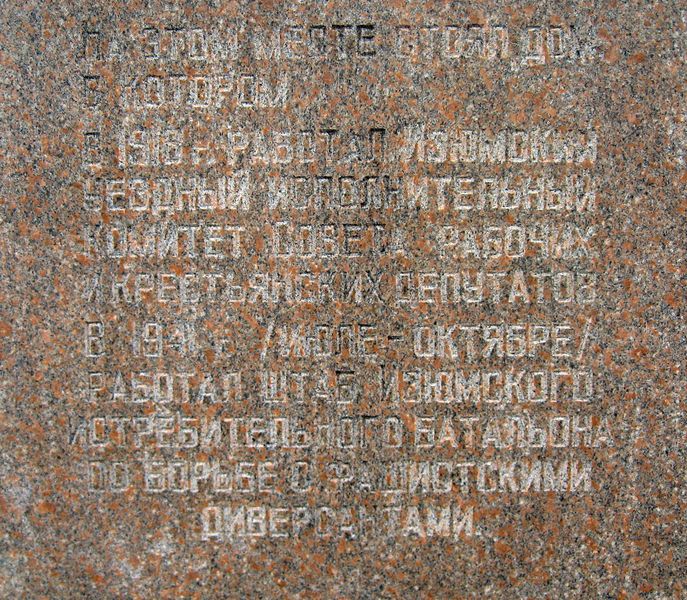 НА ЭТОМ МЕСТЕ СТОЯЛ ДОМ,
В КОТОРОМ
В 1918 г. РАБОТАЛ ИЗЮМСКИЙ
УЕЗДНЫЙ ИСПОЛНИТЕЛЬНЫЙ
КОМИТЕТ СОВЕТА РАБОЧИХ
И КРЕСТЬЯНСКИХ ДЕПУТАТОВ
В 1941 г. /ИЮЛЕ-ОКТЯБРЕ/
РАБОТАЛ ШТАБ ИЗЮМСКОГО
ИСТРЕБИТЕЛЬНОГО БАТАЛЬОНА
ПО БОРЬБЕ С ФАШИСТСКИМИ
ДИВЕРСАНТАМИ.